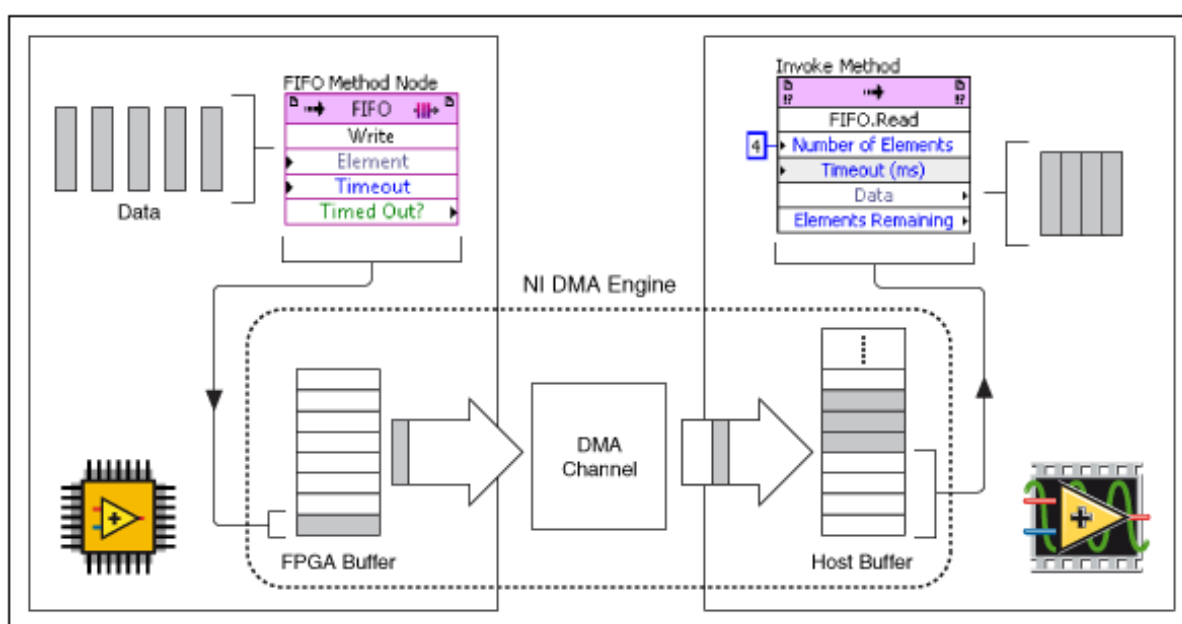 FIFO Method Node
FIFO
Write
Element
Timeout
Timed Out?
Data
Invoke Method
!?
!?
FIFO.Read
4
Number of Elements
Timeout (ms)
Data
Elements Remaining
NI DMA Engine
DMA
Channel
FPGA Buffer
Host Buffer